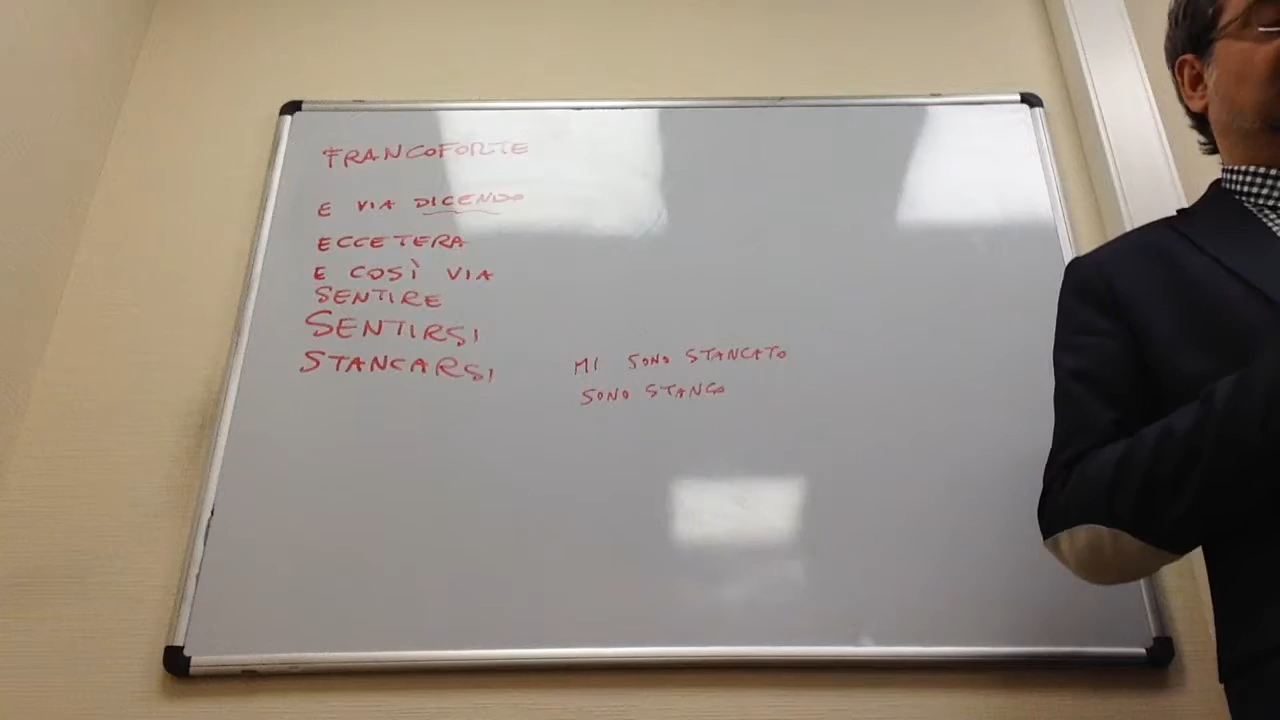 FRANCOFORTE
E VIA DICENDO
ECCETERA
E COSÌ VIA
SENTIRE
SENTIRSI
STANCARSI
MI SONO STANCATO
SONO STANCO